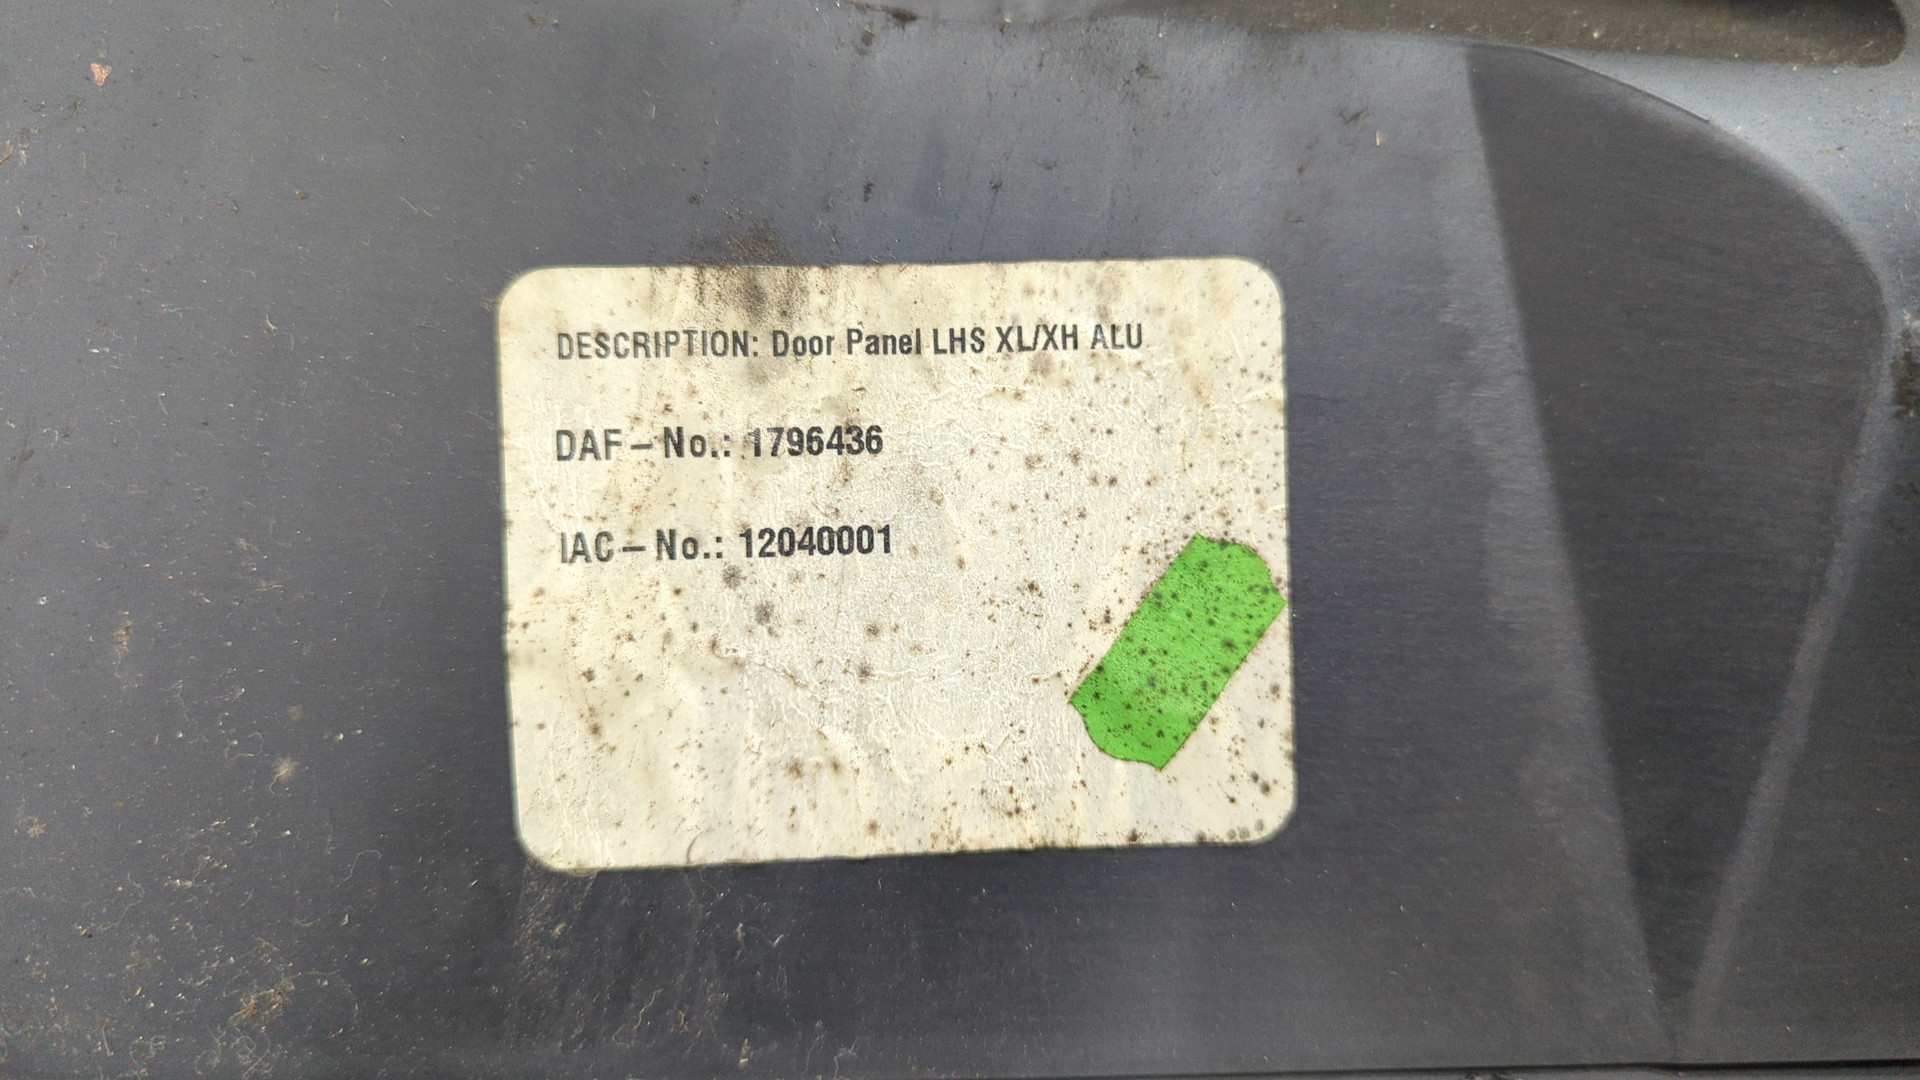 DESCRIPTION: Door Panel LHS XL/XH ALU
DAF – No.: 1796436
IAC – No.: 12040001